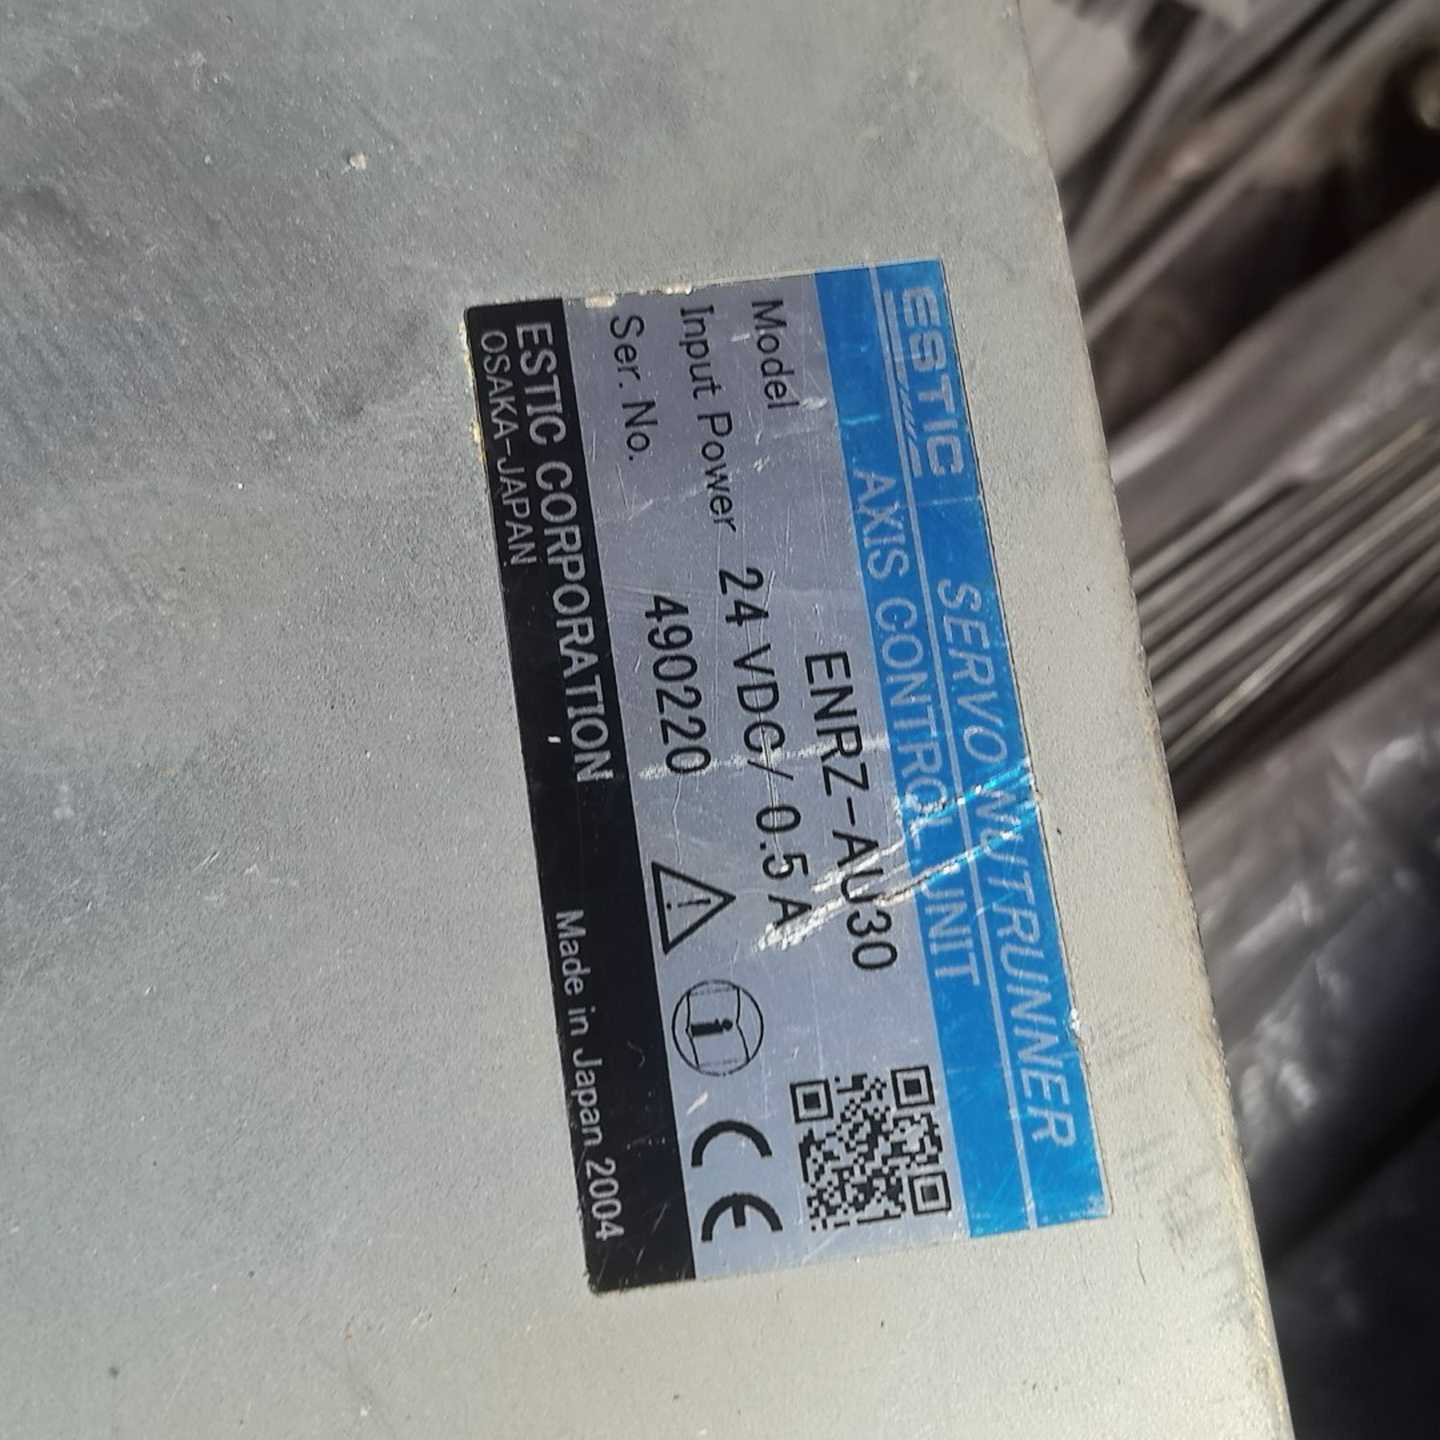 ESTIC SERVO NUTRUNNER
AXIS CONTROL UNIT
Model ENRZ-AU30
Input Power 24 VDC/ 0.5 A
Ser. No. 490220
CE
ESTIC CORPORATION
OSAKA-JAPAN Made in Japan 2004